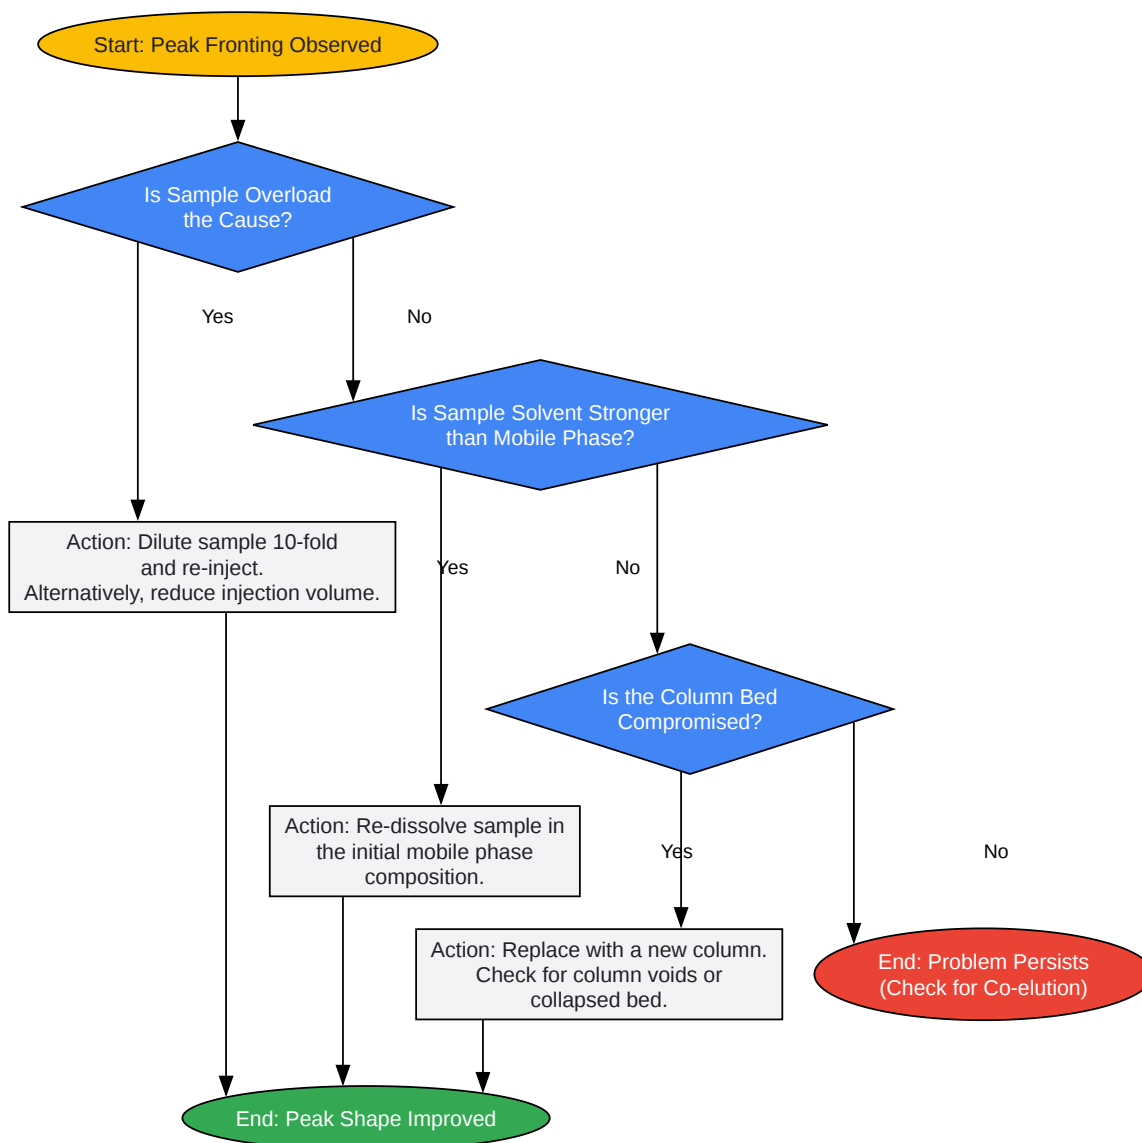 Start: Peak Fronting Observed
Is Sample Overload
the Cause?
Yes
No
Is Sample Solvent Stronger
than Mobile Phase?
Action: Dilute sample 10-fold
and re-inject.
Alternatively, reduce injection volume.
Yes
No
Is the Column Bed
Compromised?
Action: Re-dissolve sample in
the initial mobile phase
composition.
Yes
No
Action: Replace with a new column.
Check for column voids or
collapsed bed.
End: Problem Persists
(Check for Co-elution)
End: Peak Shape Improved